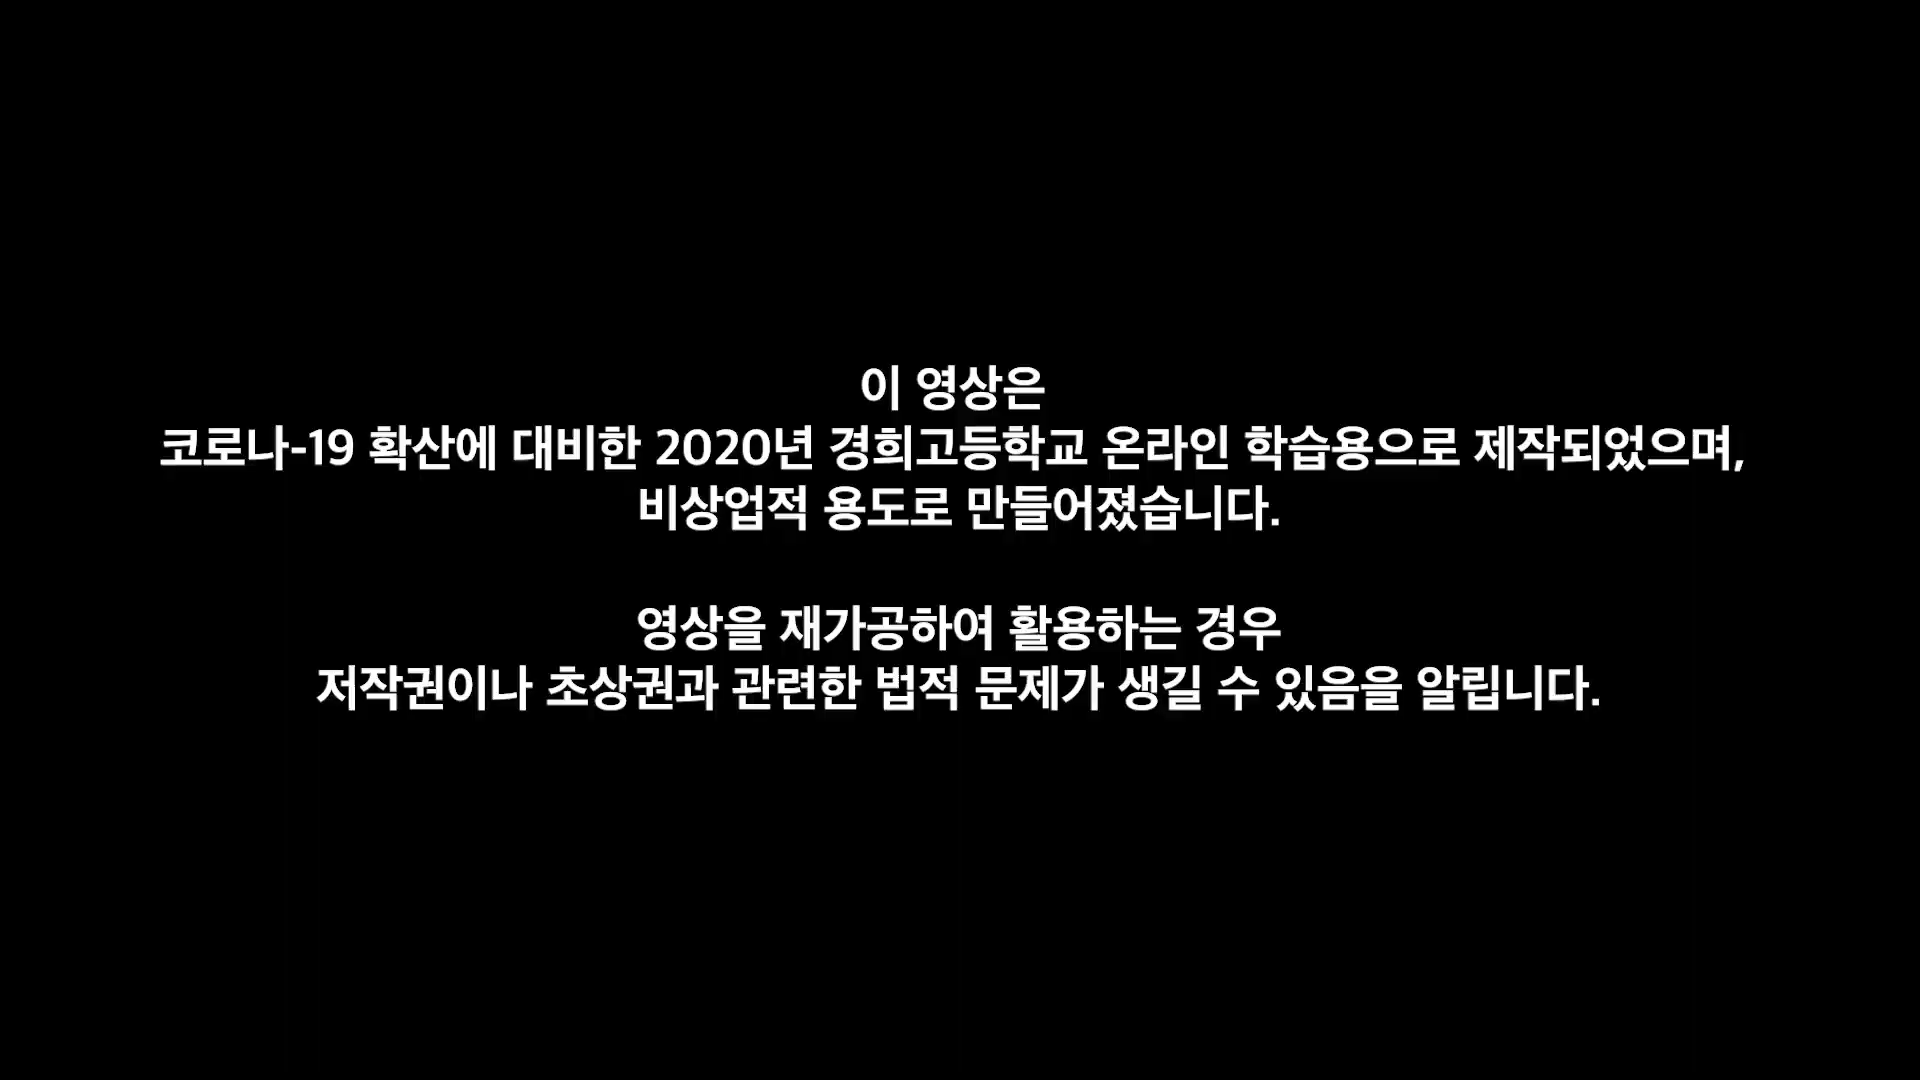 이 영상은
코로나-19 확산에 대비한 2020년 경희고등학교 온라인 학습용으로 제작되었으며,
비상업적 용도로 만들어졌습니다.
영상을 재가공하여 활용하는 경우
저작권이나 초상권과 관련한 법적 문제가 생길 수 있음을 알립니다.